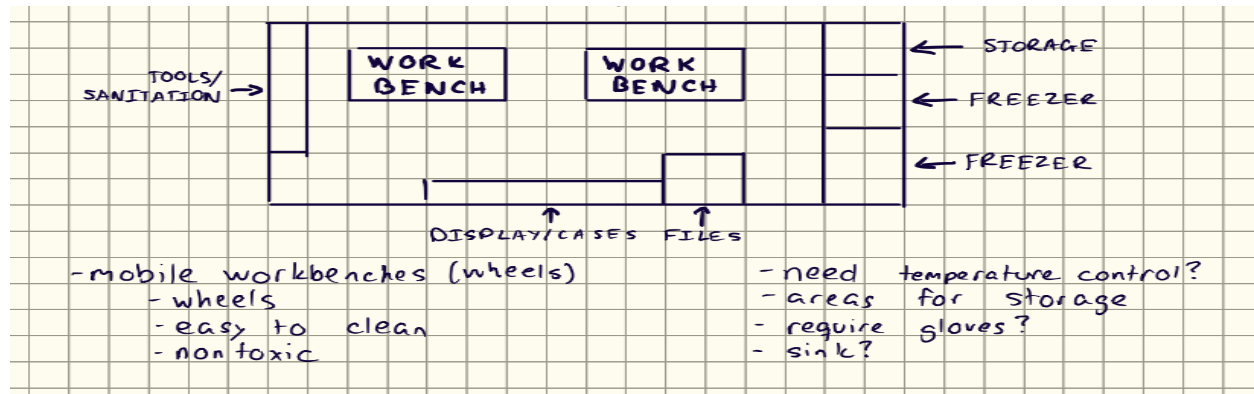 STORAGE
WORK
BENCH
WORK
BENCH
TOOLS/
SANITATION
FREEZER
FREEZER
DISPLAY/CASES
FILES
-mobile workbenches (wheels)
- wheels
- easy to clean
- non toxic
- need temperature control?
- areas for storage
- require gloves?
- sink?